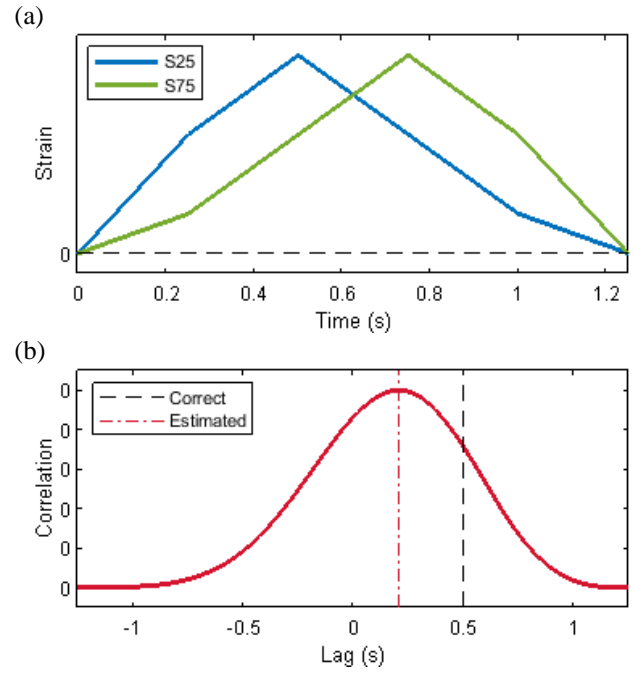 (a)
S25
S75
Strain
0
0 0.2 0.4 0.6 0.8 1 1.2
Time (s)
(b)
Correct
Estimated
Correlation
0
0
0
0
0
0
-1 -0.5 0 0.5 1
Lag (s)